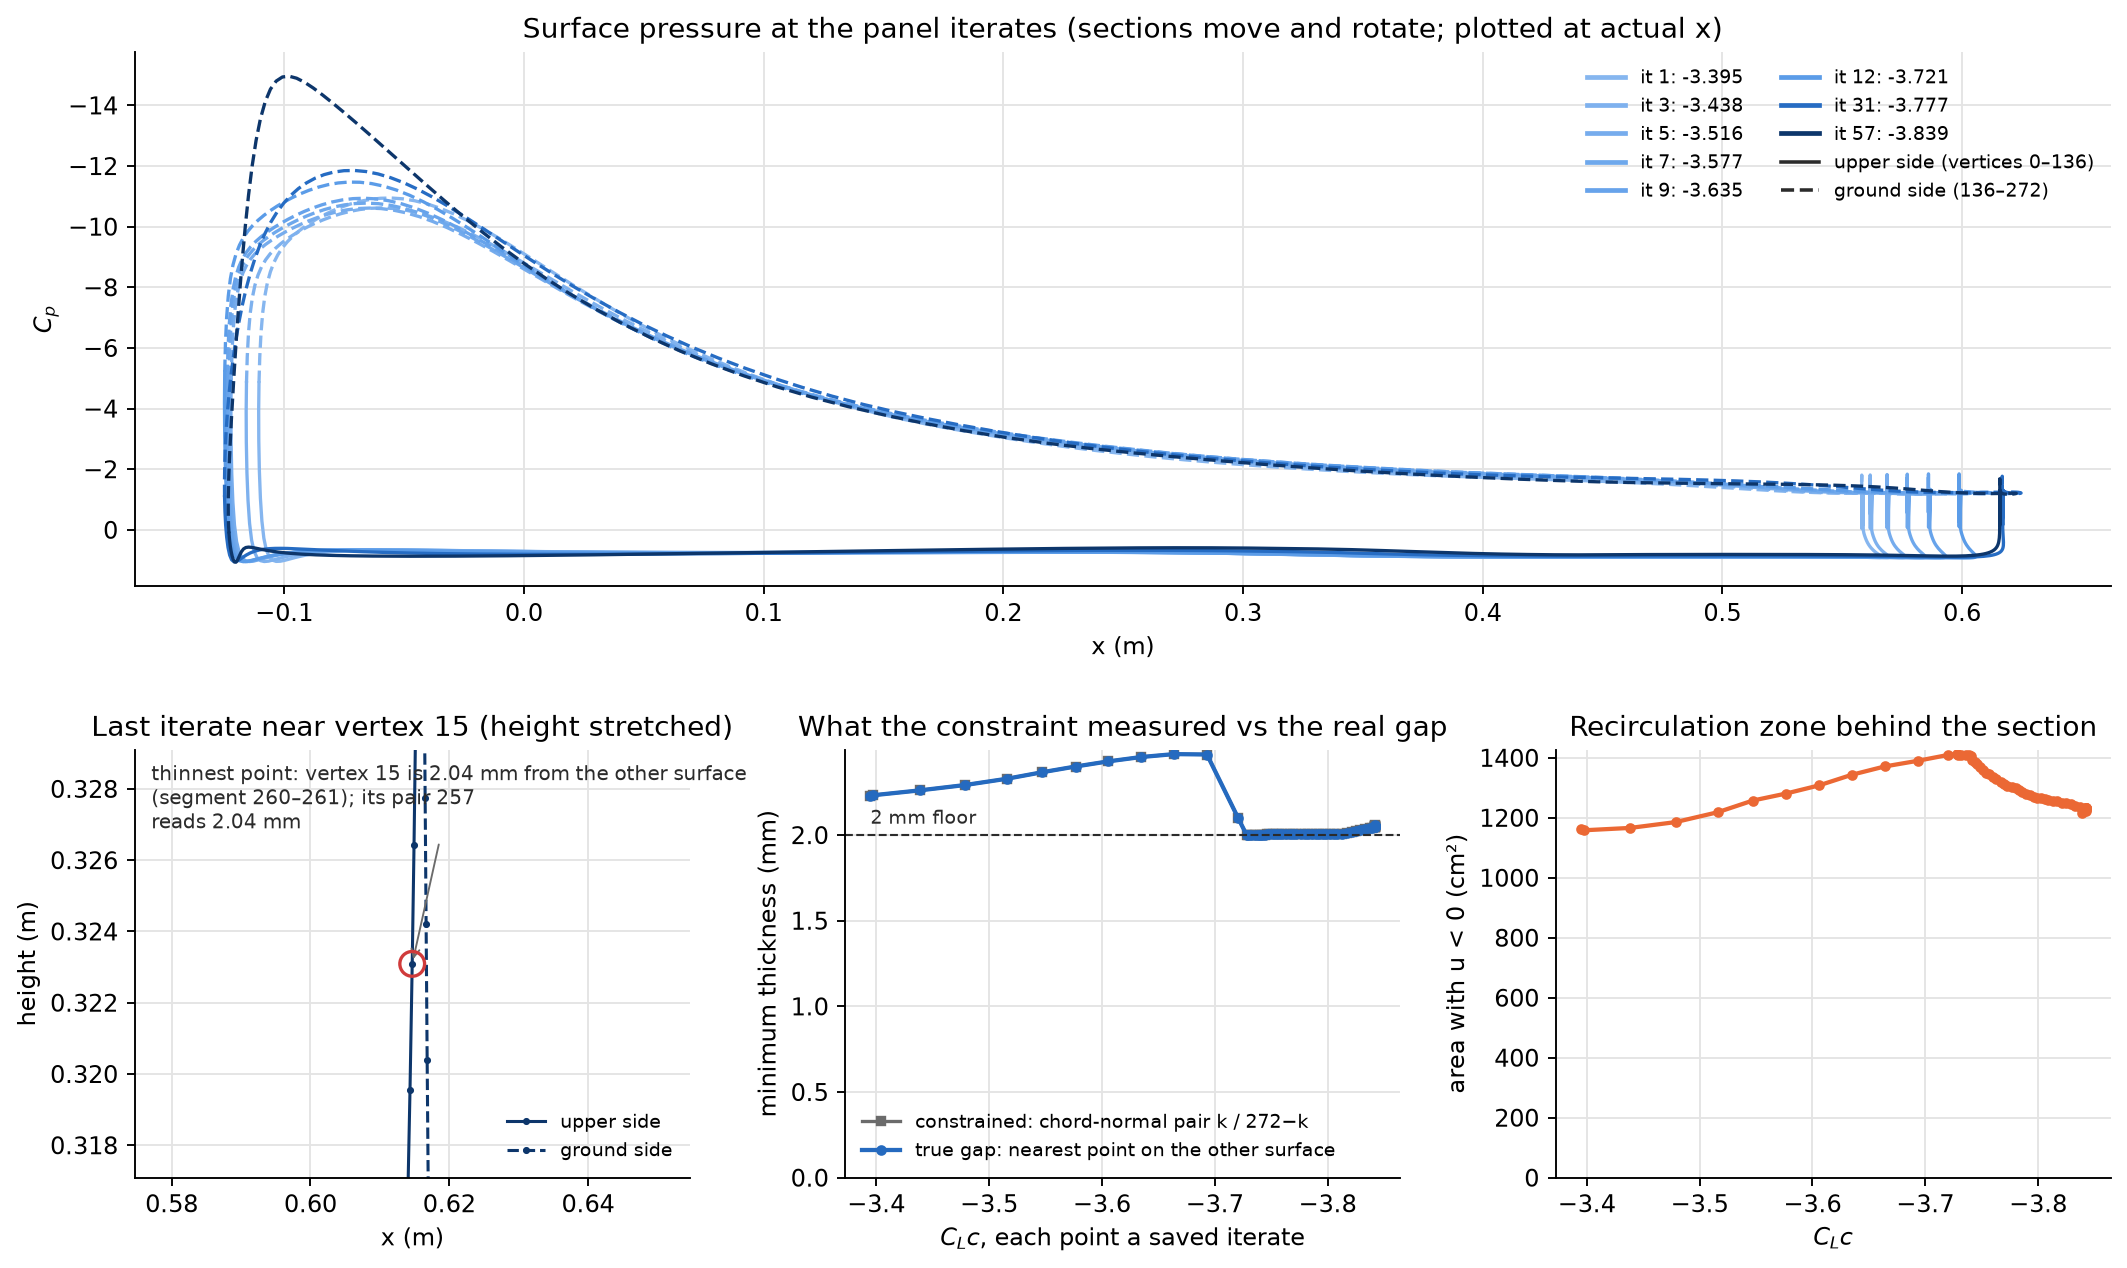 Surface pressure at the panel iterates (sections move and rotate; plotted at actual x)
it 1: -3.395
it 3: -3.438
it 5: -3.516
it 7: -3.577
it 9: -3.635
it 12: -3.721
it 31: -3.777
it 57: -3.839
upper side (vertices 0–136)
ground side (136–272)
−14
−12
−10
−8
−6
−4
−2
0
Cp
−0.1
0.0
0.1
0.2
0.3
0.4
0.5
0.6
x (m)
Last iterate near vertex 15 (height stretched)
thinnest point: vertex 15 is 2.04 mm from the other surface
(segment 260–261); its pair 257
reads 2.04 mm
0.328
0.326
0.324
0.322
0.320
0.318
height (m)
upper side
ground side
0.58
0.60
0.62
0.64
x (m)
What the constraint measured vs the real gap
2 mm floor
2.0
1.5
1.0
0.5
0.0
minimum thickness (mm)
constrained: chord-normal pair k / 272−k
true gap: nearest point on the other surface
−3.4
−3.5
−3.6
−3.7
−3.8
CLc, each point a saved iterate
Recirculation zone behind the section
1400
1200
1000
800
600
400
200
0
area with u < 0 (cm²)
−3.4
−3.5
−3.6
−3.7
−3.8
CLc